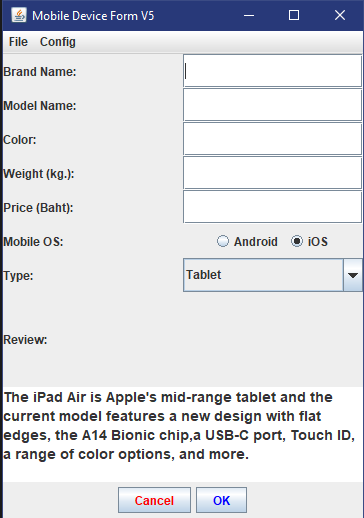 Mobile Device Form V5
File Config
Brand Name:
Model Name:
Color:
Weight (kg.):
Price (Baht):
Mobile OS: Android iOS
Type: Tablet
Review:
The iPad Air is Apple's mid-range tablet and the
current model features a new design with flat
edges, the A14 Bionic chip,a USB-C port, Touch ID,
a range of color options, and more.
Cancel OK